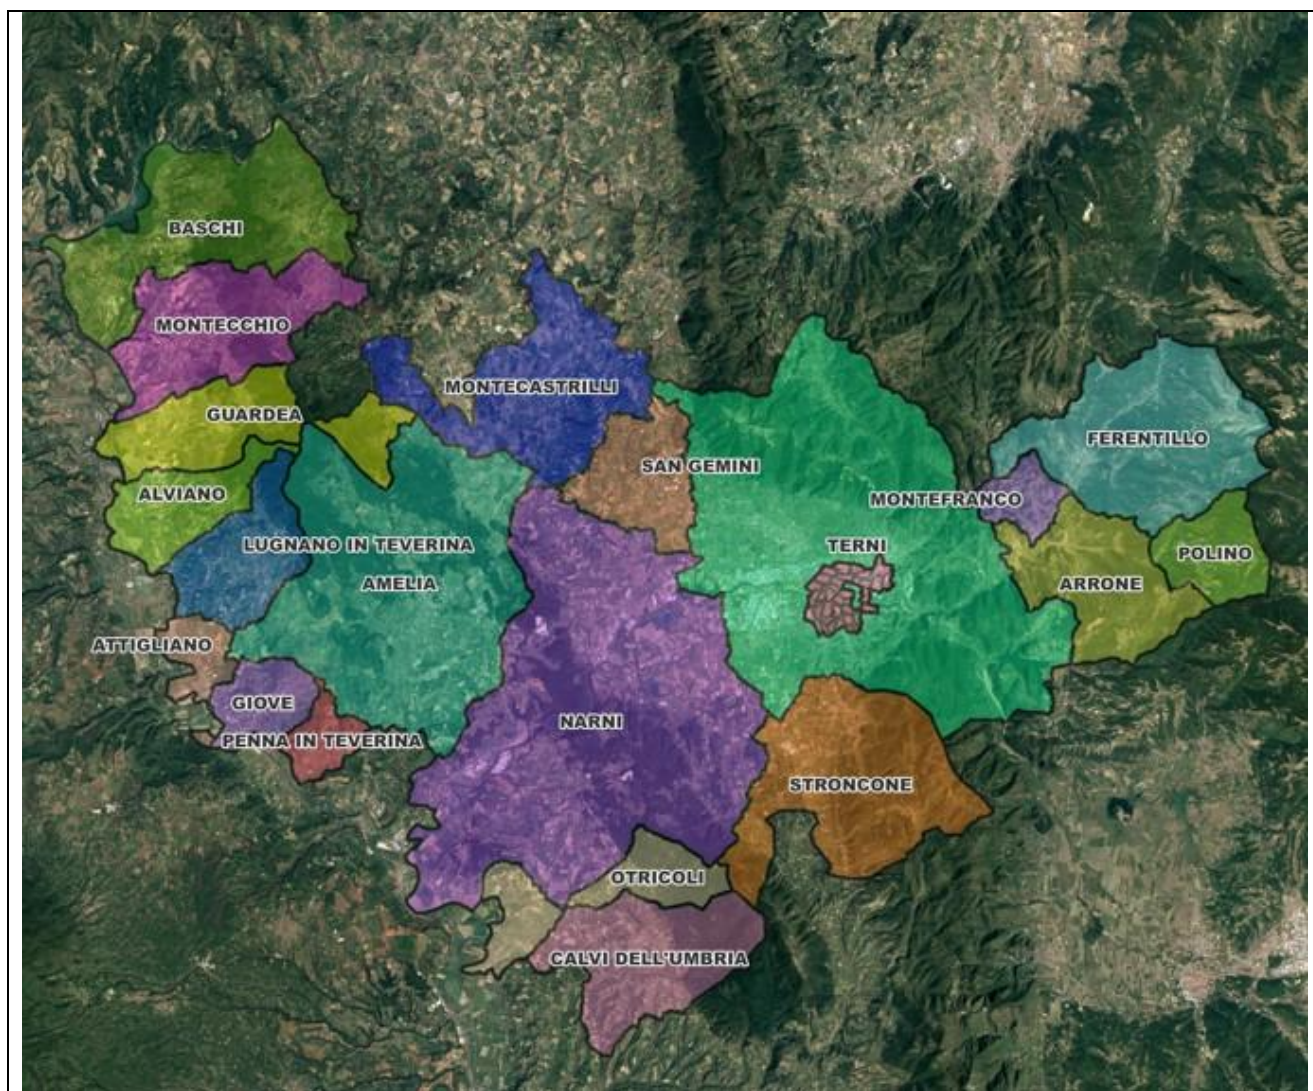 BASCHI
MONTECCHIO
MONTECASTRILLI
GUARDEA
FERENTILLO
SAN GEMINI
ALVIANO
MONTEFRANCO
LUGNANO IN TEVERINA
TERNI
POLINO
AMELIA
ARRONE
ATTIGLIANO
GIOVE
NARNI
PENNA IN TEVERINA
STRONCONE
OTRICOLI
CALVI DELL'UMBRIA